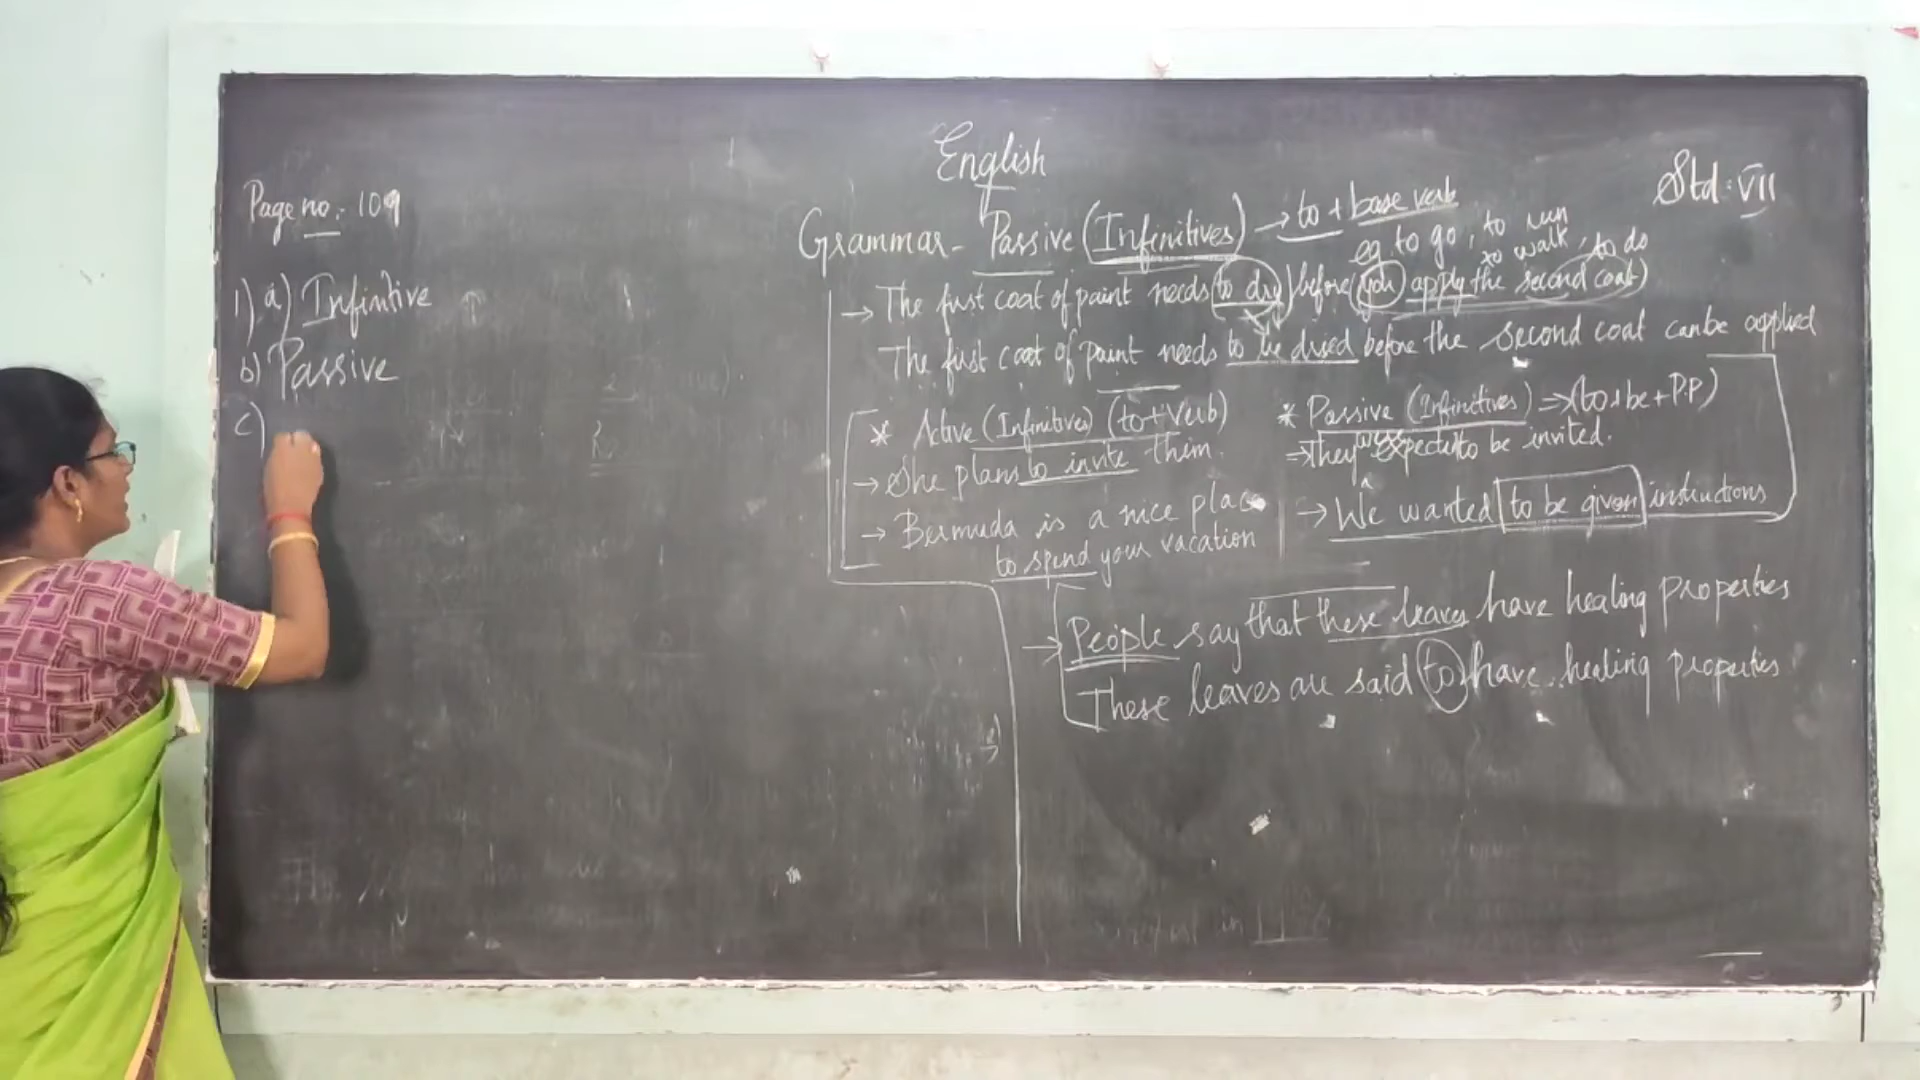 English
Std: VII
Page no:- 109
1) a) Infintive
b) Passive
c)
Grammar - Passive (Infinitives) → to + base verb
eg. to go, to run
to walk, to do
→ The first coat of paint needs to dry before (you apply the second coat)
The first coat of paint needs to be dried before the second coat canbe applied
* Active (Infinitives) (to + Verb)
→ She plans to invite them.
→ Bermuda is a nice place
to spend your vacation
* Passive (Infinitives) ⇒ (to + be + P.P)
⇒ They were expected to be invited.
→ We wanted to be given instructions
→ People say that these leaves have healing properties
These leaves are said to have healing properties